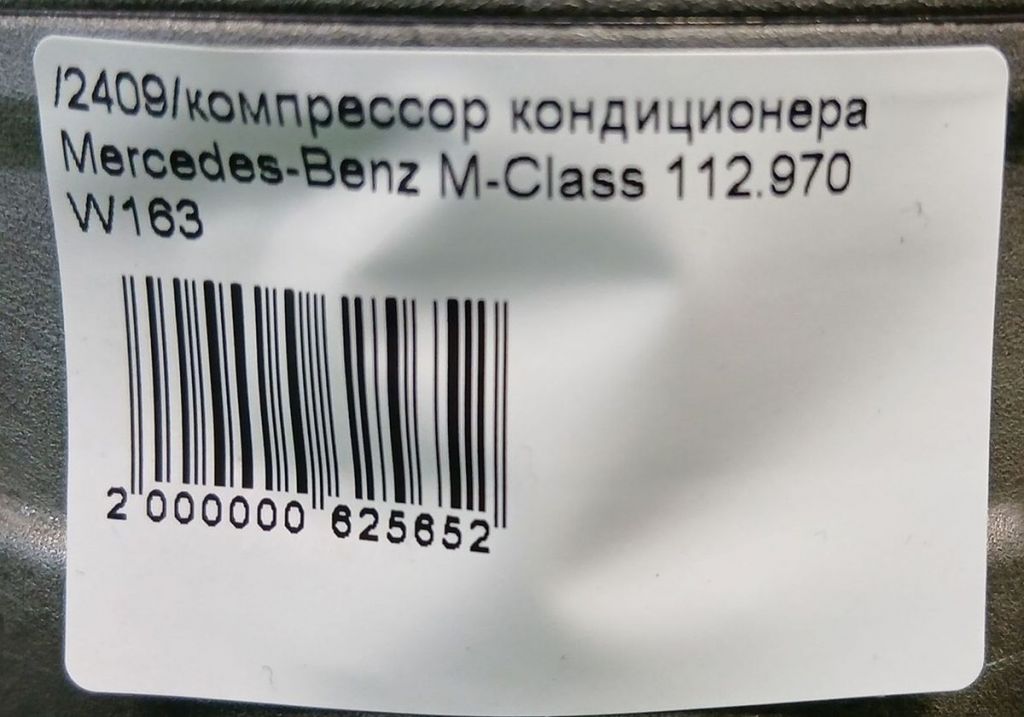 /2409/компрессор кондиционера
Mercedes-Benz M-Class 112.970
W163
2 000000 625652